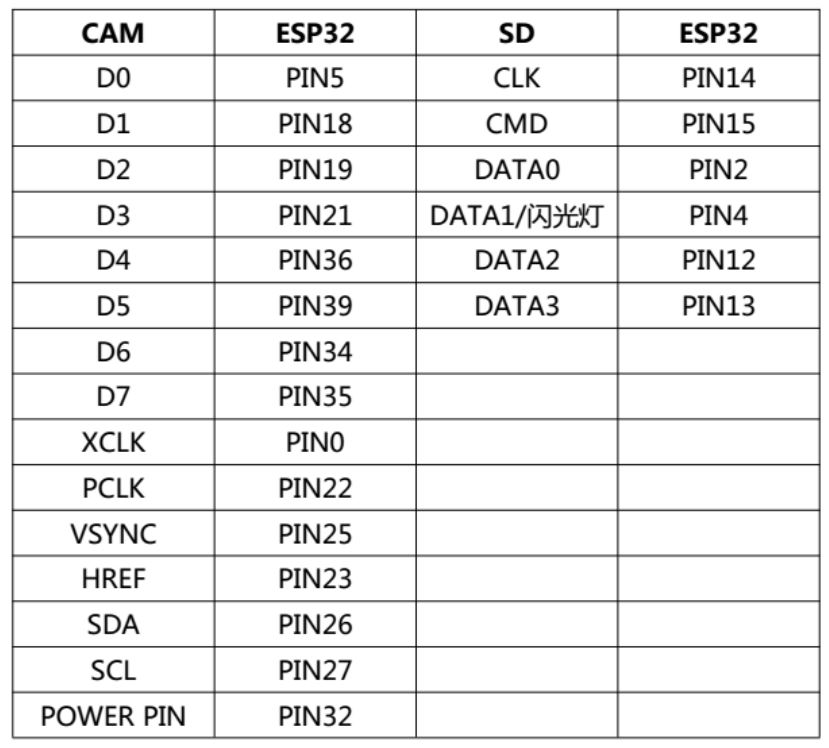 CAM ESP32 SD ESP32
D0 PIN5 CLK PIN14
D1 PIN18 CMD PIN15
D2 PIN19 DATA0 PIN2
D3 PIN21 DATA1/闪光灯 PIN4
D4 PIN36 DATA2 PIN12
D5 PIN39 DATA3 PIN13
D6 PIN34
D7 PIN35
XCLK PIN0
PCLK PIN22
VSYNC PIN25
HREF PIN23
SDA PIN26
SCL PIN27
POWER PIN PIN32